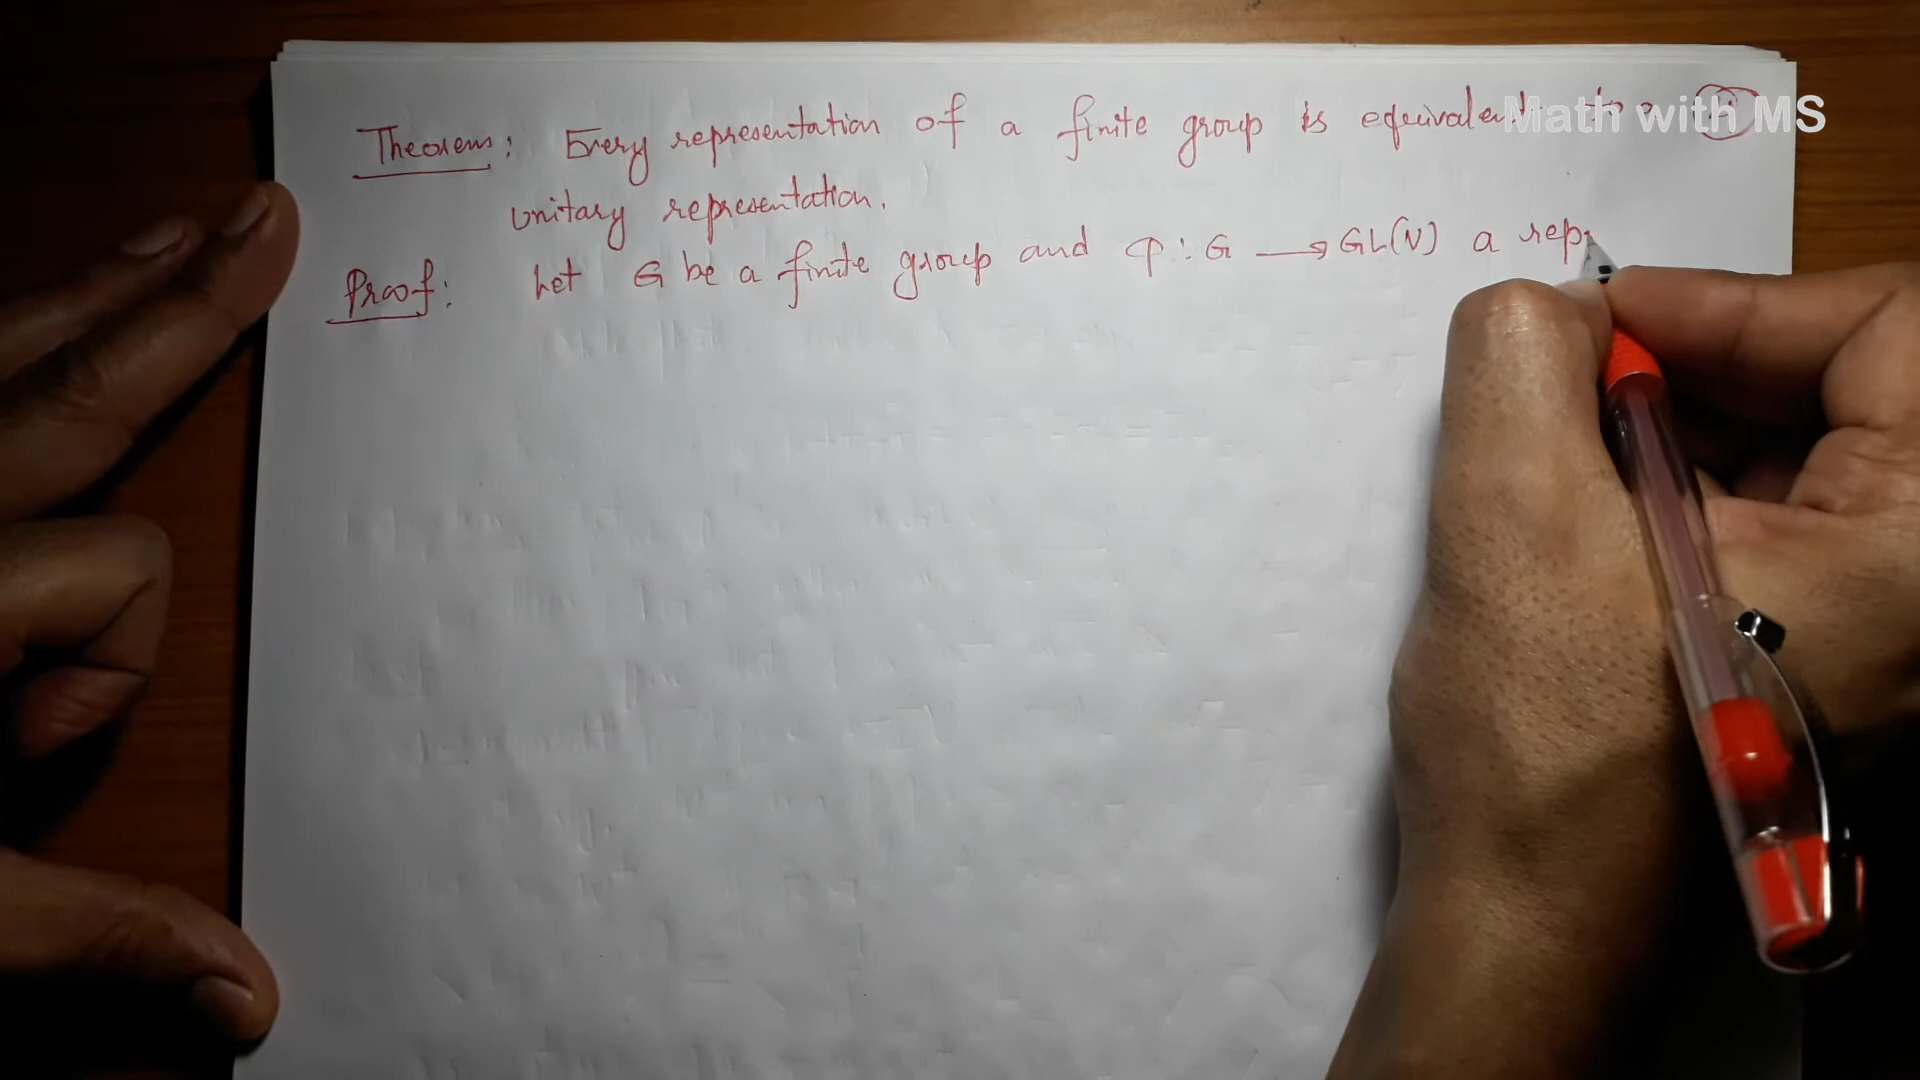 Theorem: Every representation of a finite group is equivalent to a
Math with MS
unitary representation.
Proof: Let G be a finite group and φ: G → GL(V) a rep